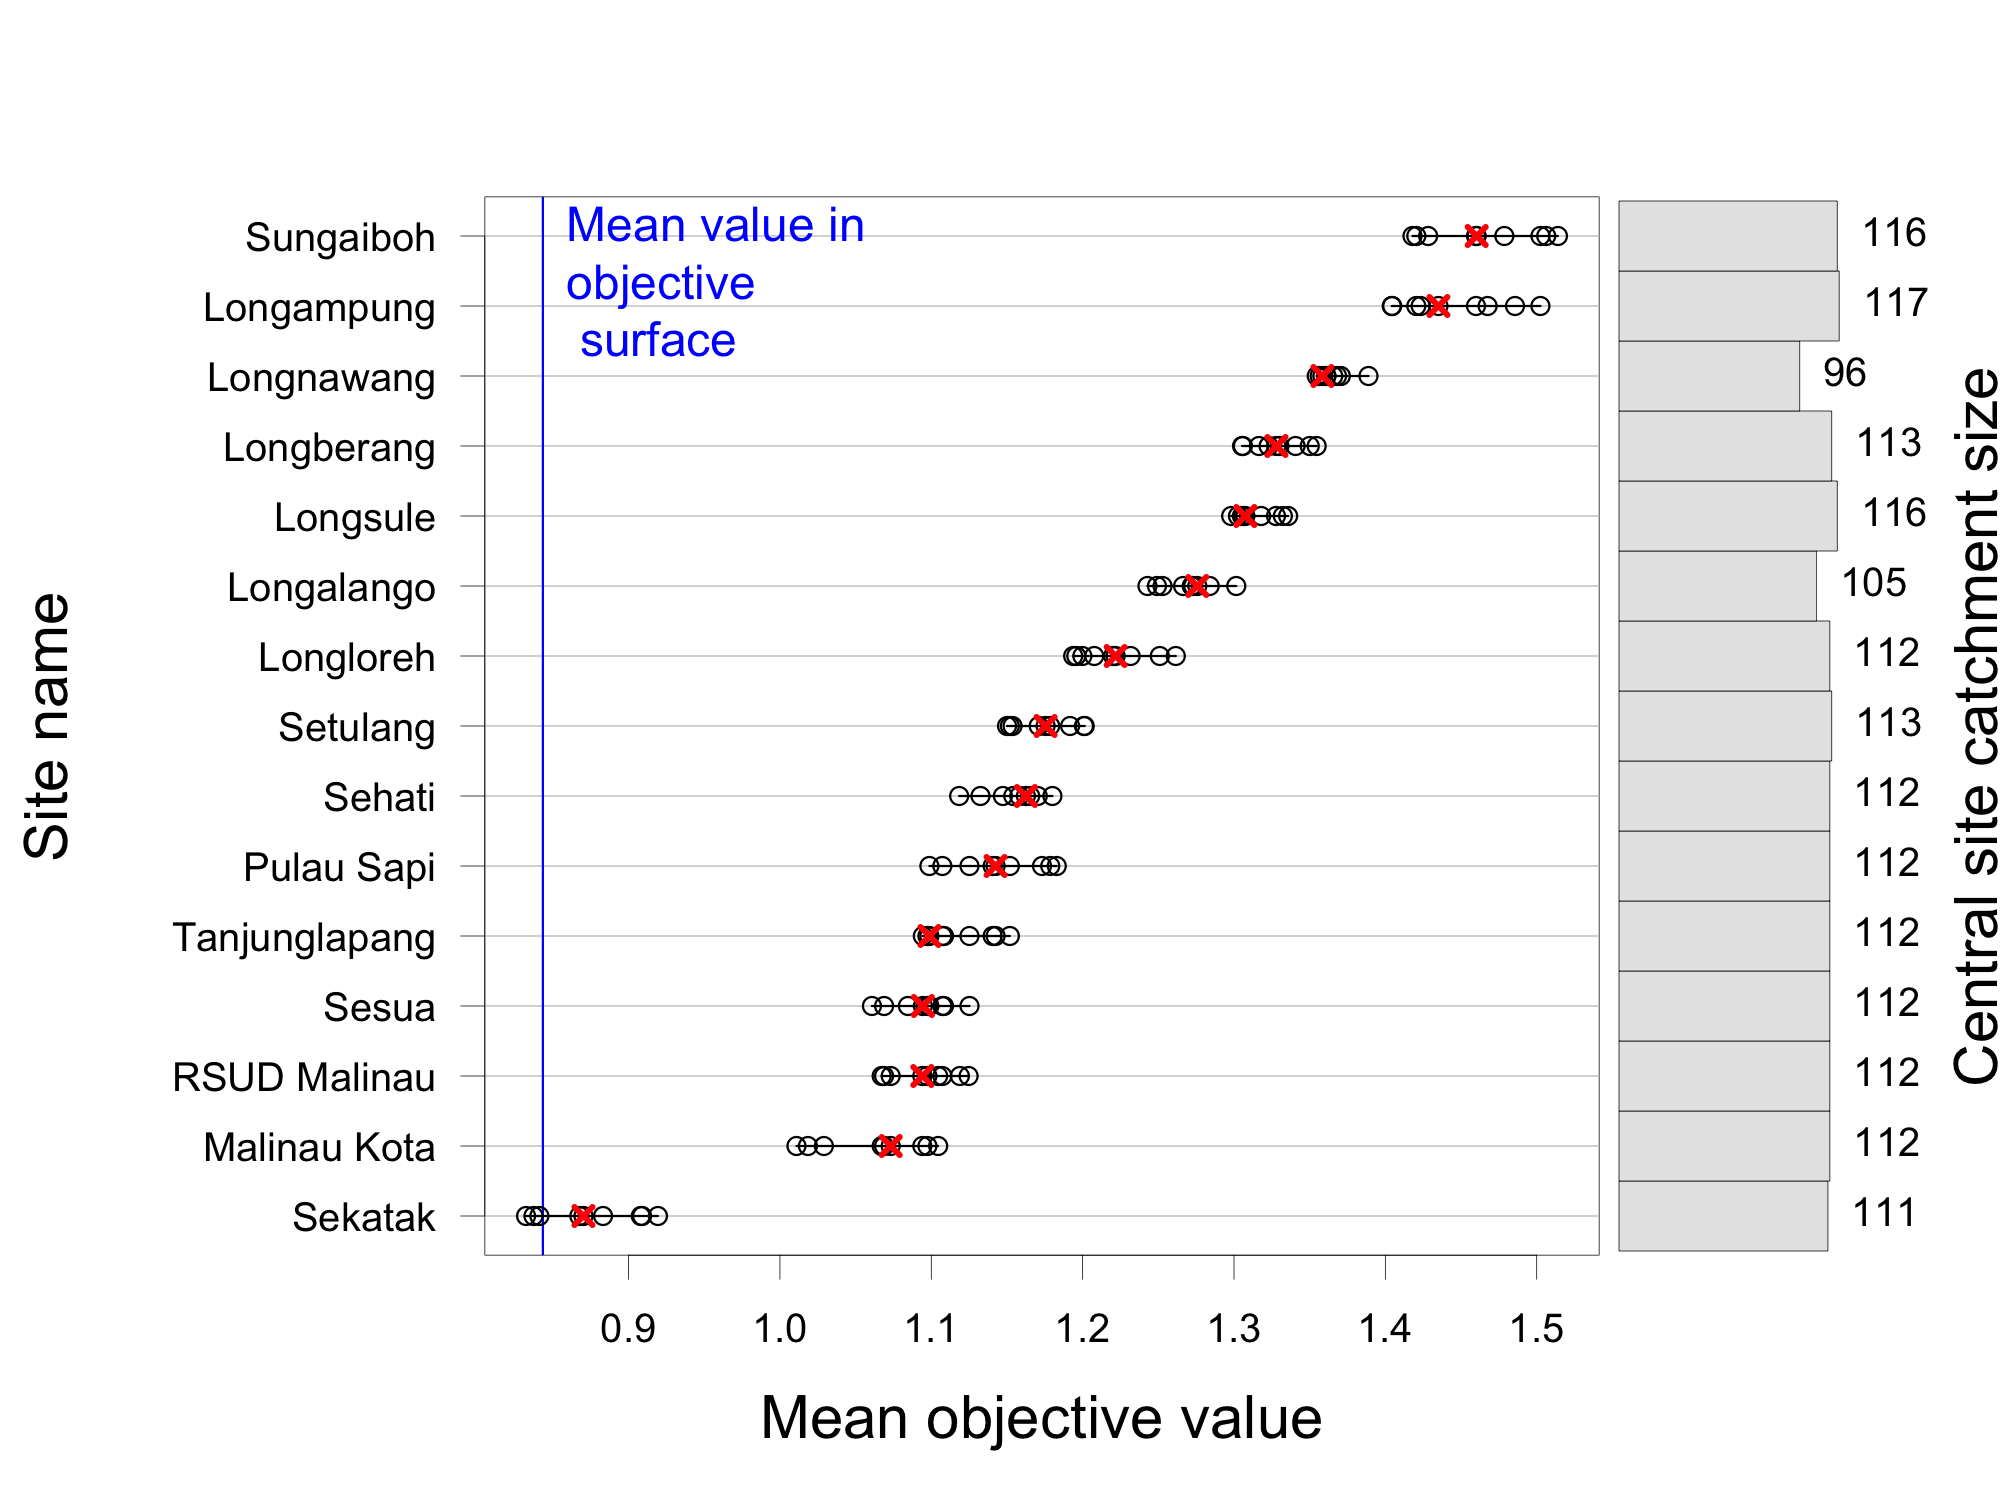 Mean value in
objective
surface
Sungaiboh
Longampung
Longnawang
Longberang
Longsule
Longalango
Longloreh
Setulang
Sehati
Pulau Sapi
Tanjunglapang
Sesua
RSUD Malinau
Malinau Kota
Sekatak
Site name
0.9 1.0 1.1 1.2 1.3 1.4 1.5
Mean objective value
116
117
96
113
116
105
112
113
112
112
112
112
112
112
111
Central site catchment size